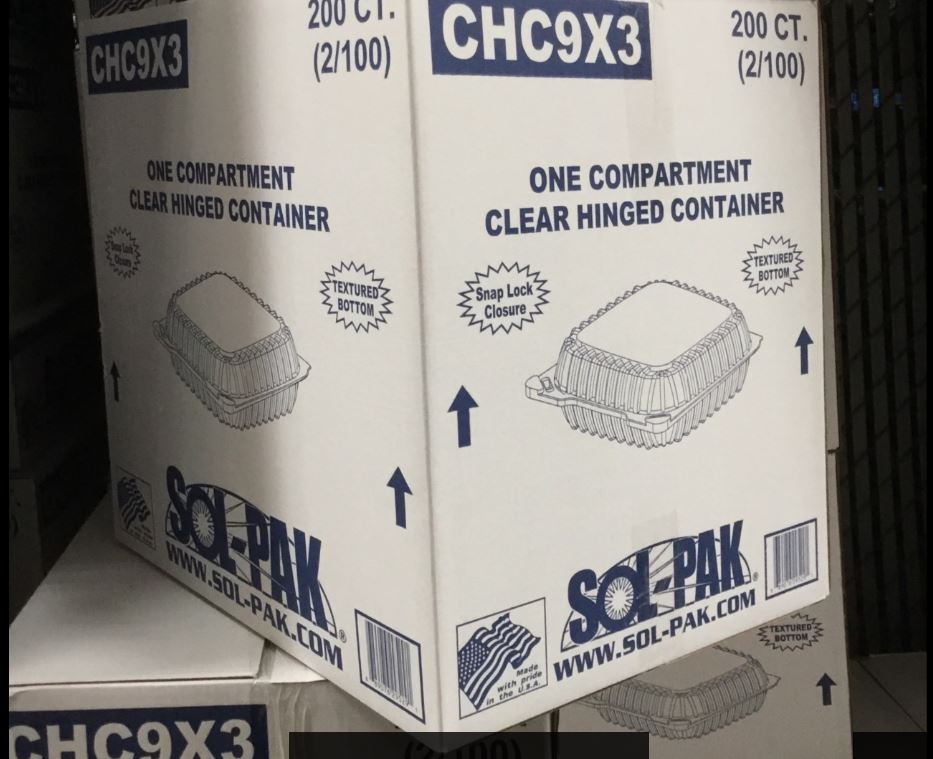 CHC9X3
200 CT.
(2/100)
ONE COMPARTMENT
CLEAR HINGED CONTAINER
Snap Lock
Closure
TEXTURED
BOTTOM
SOL-PAK
WWW.SOL-PAK.COM
®
CHC9X3
200 CT.
(2/100)
ONE COMPARTMENT
CLEAR HINGED CONTAINER
Snap Lock
Closure
TEXTURED
BOTTOM
SOL-PAK
®
WWW.SOL-PAK.COM
Made
with pride
in the U.S.A.
TEXTURED
BOTTOM
CHC9X3
(2/100)